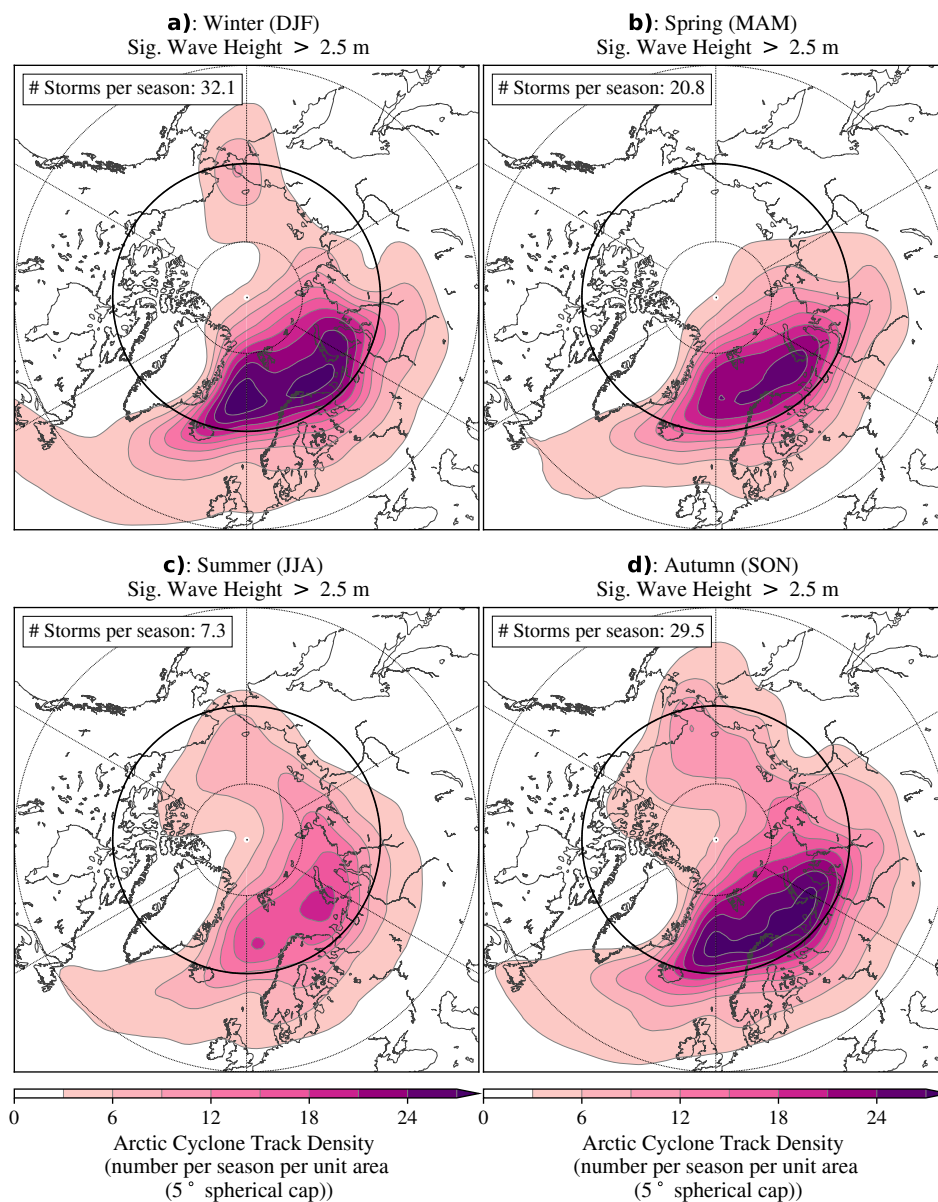 a): Winter (DJF)
Sig. Wave Height > 2.5 m
b): Spring (MAM)
Sig. Wave Height > 2.5 m
# Storms per season: 32.1
# Storms per season: 20.8
c): Summer (JJA)
Sig. Wave Height > 2.5 m
d): Autumn (SON)
Sig. Wave Height > 2.5 m
# Storms per season: 7.3
# Storms per season: 29.5
0 6 12 18 24
0 6 12 18 24
Arctic Cyclone Track Density
(number per season per unit area
(5° spherical cap))
Arctic Cyclone Track Density
(number per season per unit area
(5° spherical cap))